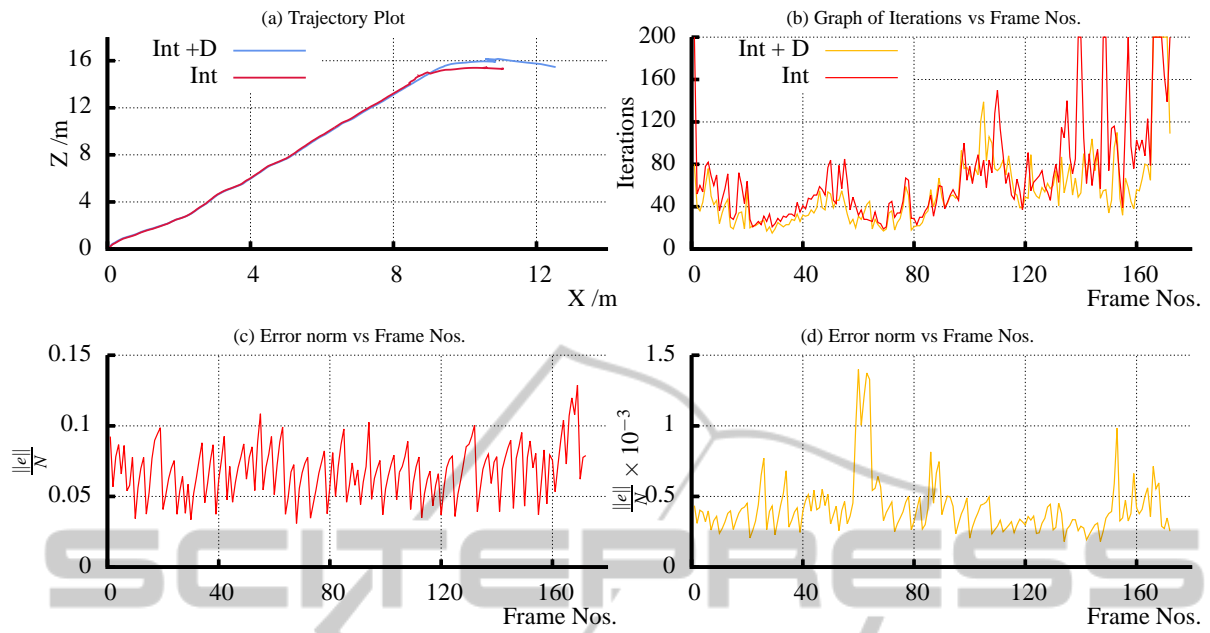 (a) Trajectory Plot
Int +D
Int
16
12
8
4
0
Z /m
0 4 8 12
X /m
(b) Graph of Iterations vs Frame Nos.
Int + D
Int
200
160
120
80
40
0
Iterations
0 40 80 120 160
Frame Nos.
(c) Error norm vs Frame Nos.
0.15
0.1
0.05
0
||e||/N
0 40 80 120 160
Frame Nos.
(d) Error norm vs Frame Nos.
1.5
1
0.5
0
||e||/N × 10⁻³
0 40 80 120 160
Frame Nos.
SCITEPRESS